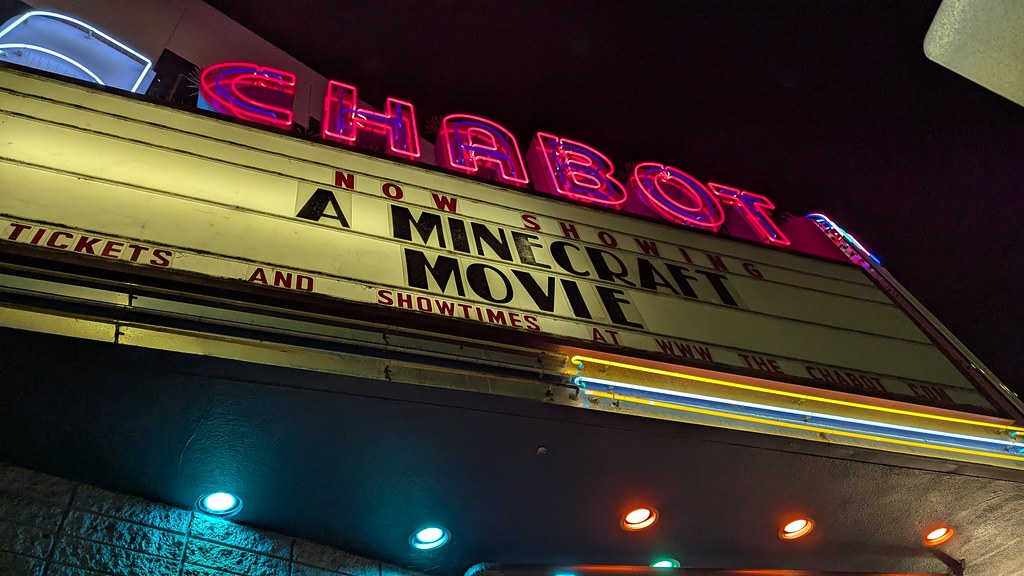 CHABOT
NOW SHOWING
A MINECRAFT
MOVIE
TICKETS AND SHOWTIMES AT WWW THE CHABOT COM